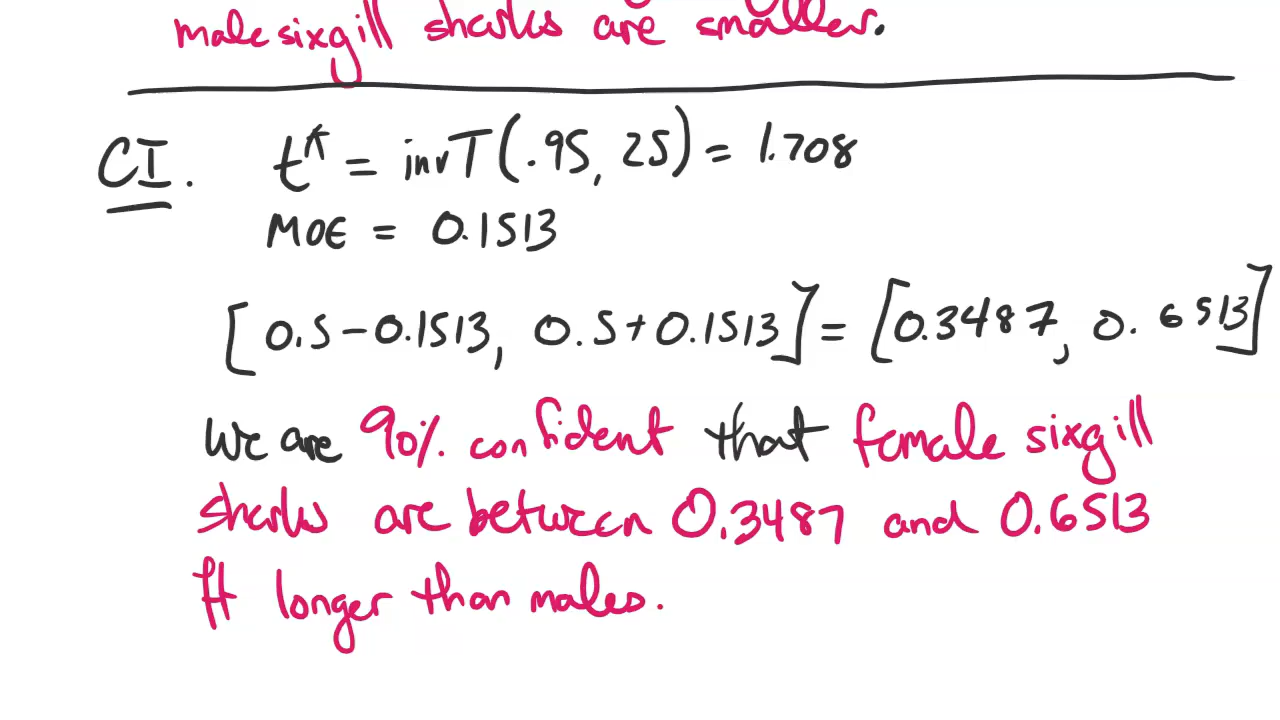 male sixgill sharks are smaller.
CI. t* = invT(.95, 25) = 1.708
MOE = 0.1513
[0.5-0.1513, 0.5+0.1513] = [0.3487, 0.6513]
We are 90% confident that female sixgill
sharks are between 0.3487 and 0.6513
ft longer than males.